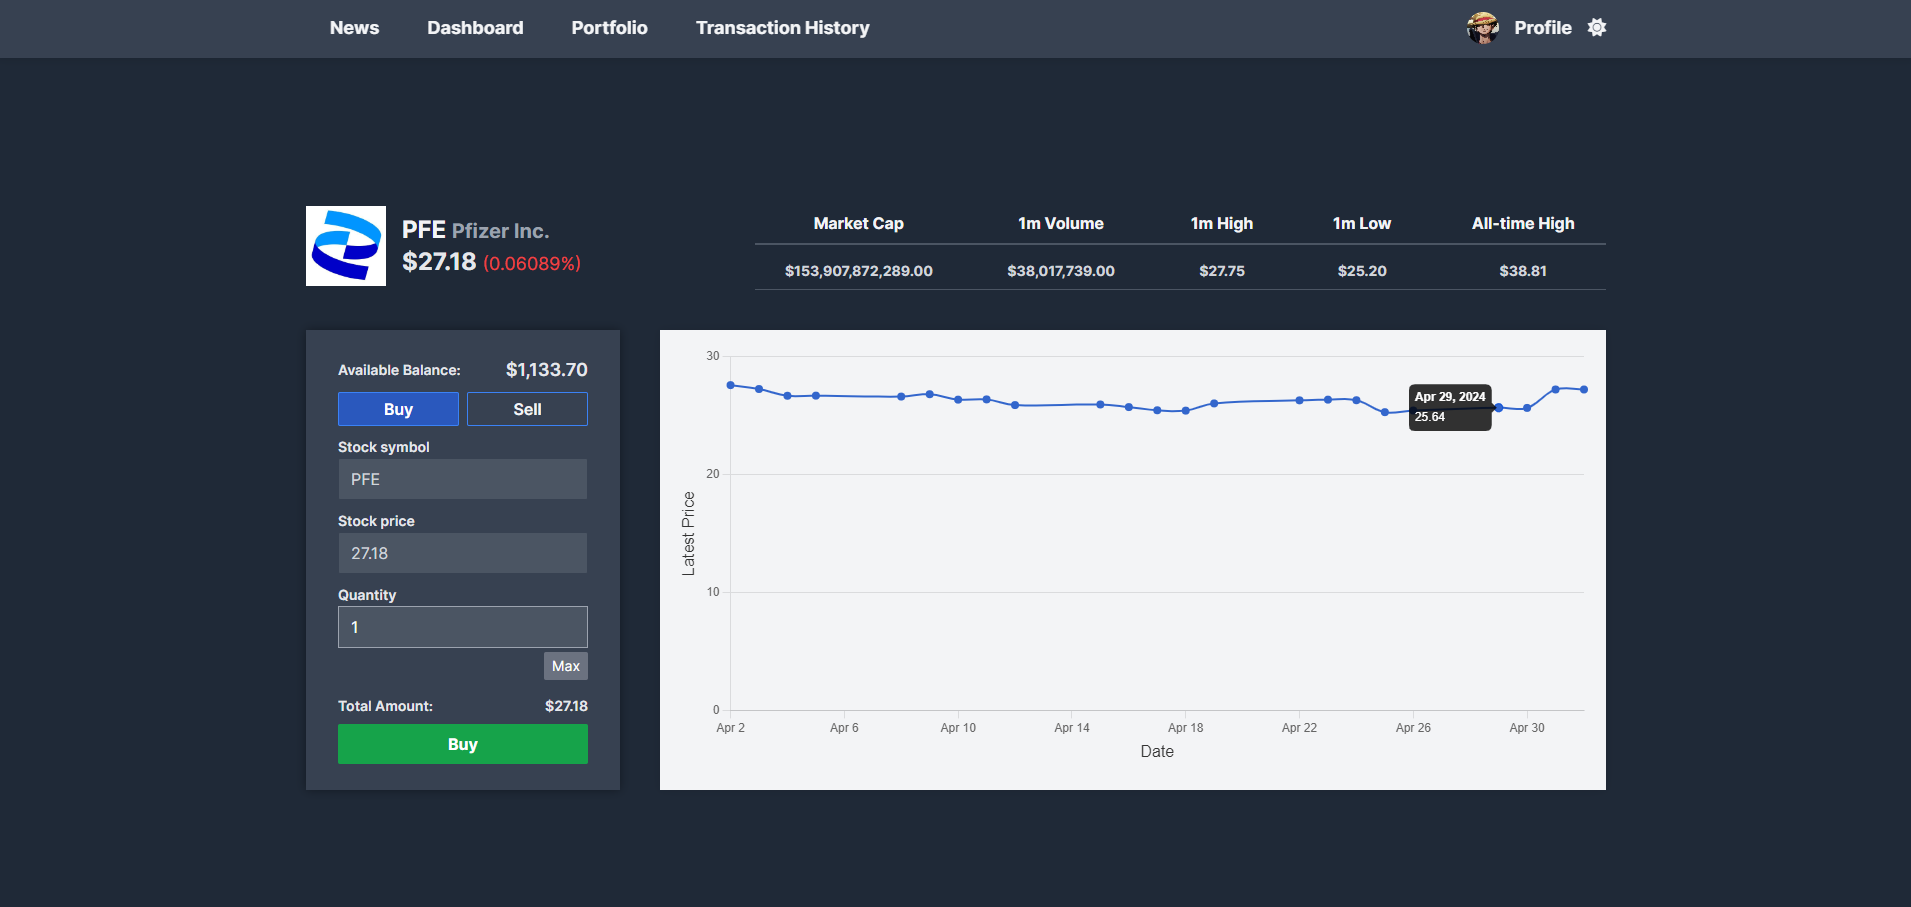 News Dashboard Portfolio Transaction History Profile
PFE Pfizer Inc.
$27.18 (0.06089%)
Market Cap 1m Volume 1m High 1m Low All-time High
$153,907,872,289.00 $38,017,739.00 $27.75 $25.20 $38.81
Available Balance: $1,133.70
Buy Sell
Stock symbol
PFE
Stock price
27.18
Quantity
1
Max
Total Amount: $27.18
Buy
30
20
10
0
Latest Price
Apr 29, 2024
25.64
Apr 2 Apr 6 Apr 10 Apr 14 Apr 18 Apr 22 Apr 26 Apr 30
Date